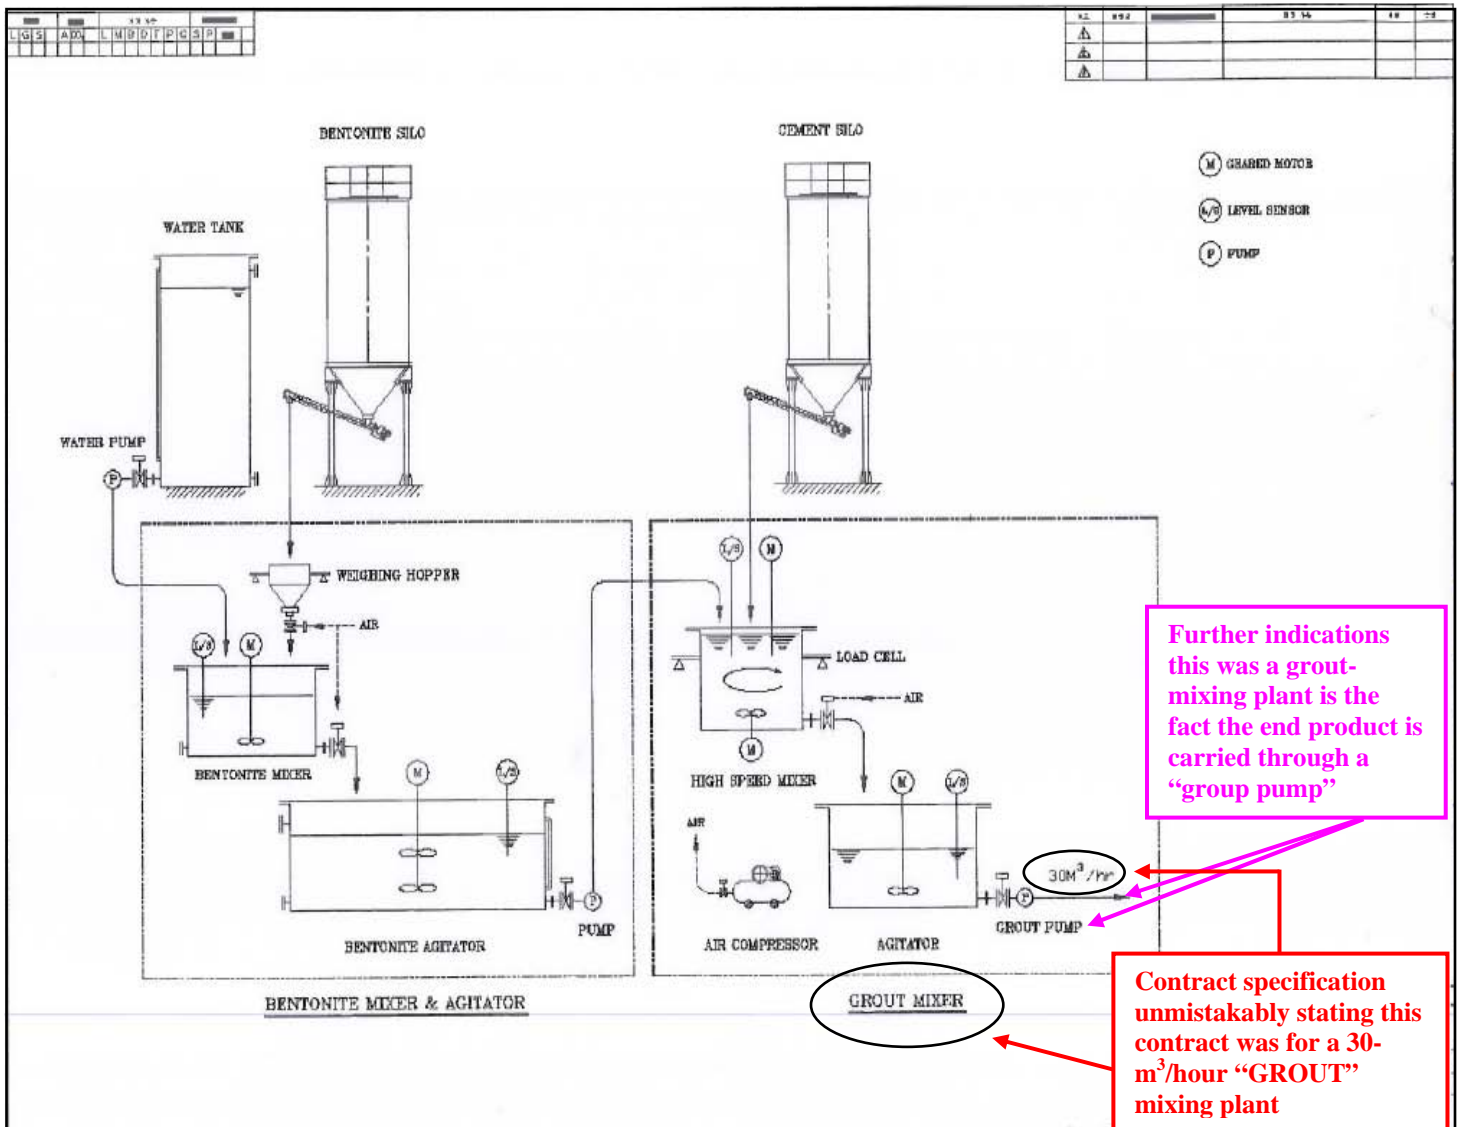 L G S A L M B D T P C S R
BENTONITE SILO
CEMENT SILO
M GEARED MOTOR
L/S LEVEL SENSOR
P PUMP
WATER TANK
WATER PUMP
P
WEIGHING HOPPER
AIR
L/S M
L/S M
LOAD CELL
AIR
BENTONITE MIXER
M
HIGH SPEED MIXER
M L/S
M L/S
AIR
Further indications
this was a grout-
mixing plant is the
fact the end product is
carried through a
“group pump”
30M³/hr
P
PUMP
P
GROUT PUMP
BENTONITE AGITATOR
AIR COMPRESSOR
AGITATOR
BENTONITE MIXER & AGITATOR
GROUT MIXER
Contract specification
unmistakably stating this
contract was for a 30-
m³/hour “GROUT”
mixing plant